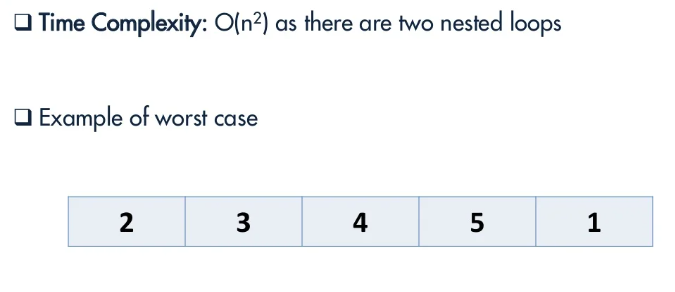 ❑ Time Complexity: O(n²) as there are two nested loops
❑ Example of worst case
2 3 4 5 1